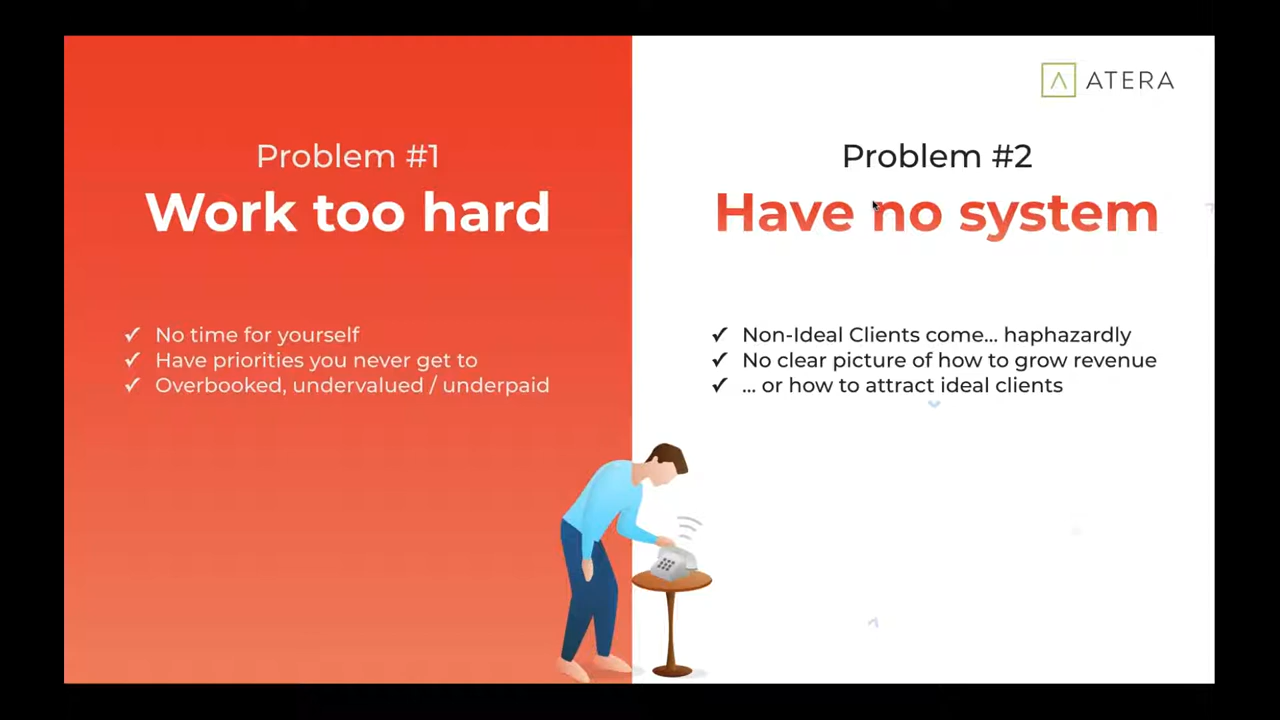 Problem #1
Work too hard
✓ No time for yourself
✓ Have priorities you never get to
✓ Overbooked, undervalued / underpaid
ATERA
Problem #2
Have no system
✓ Non-Ideal Clients come... haphazardly
✓ No clear picture of how to grow revenue
✓ ... or how to attract ideal clients